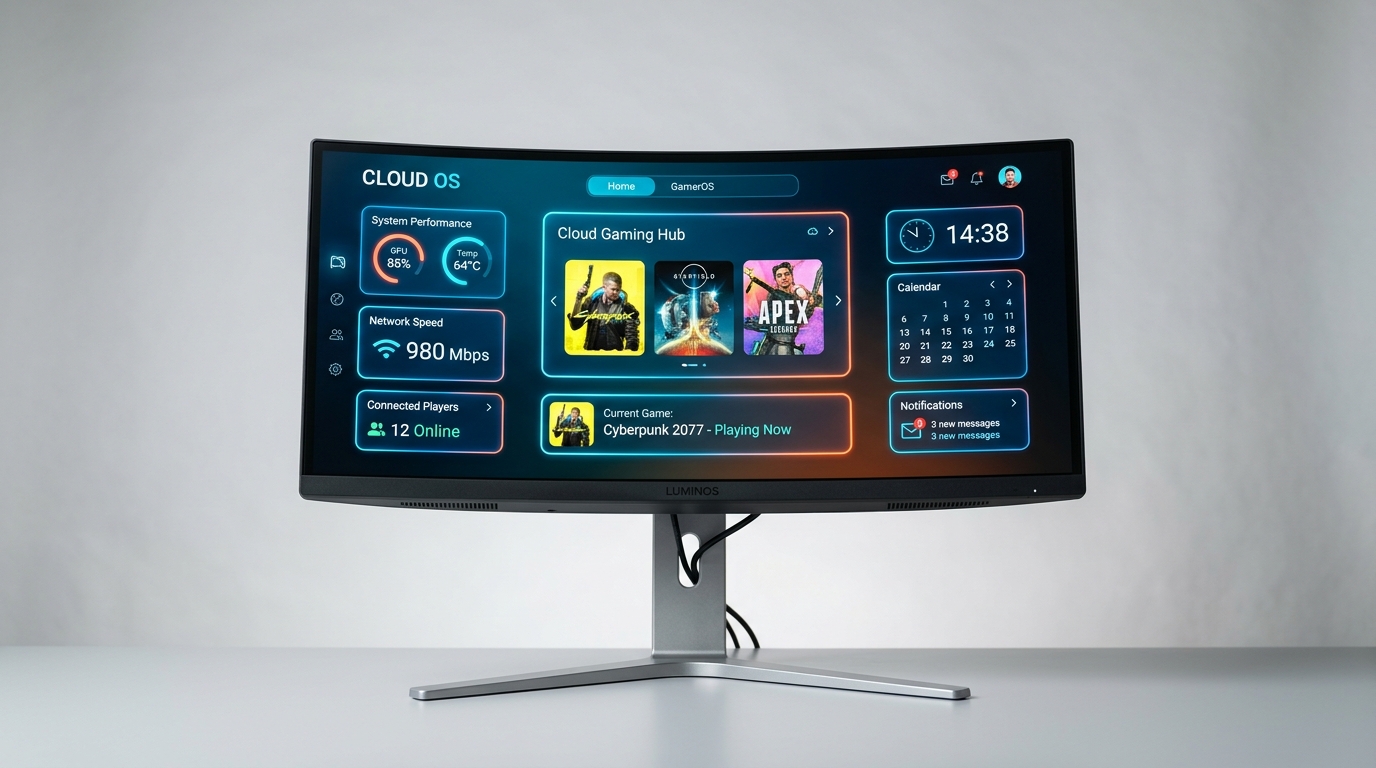 CLOUD OS
Home
GamerOS
System Performance
GPU
85%
Temp
64°C
Network Speed
980 Mbps
Connected Players
12 Online
Cloud Gaming Hub
APEX
Current Game:
Cyberpunk 2077 - Playing Now
14:38
Calendar
1 2 3 4
6 7 8 9 10 11
13 14 15 16 17 18
20 21 22 23 24 25
27 28 29 30
Notifications
3 new messages
3 new messages
LUMINOS